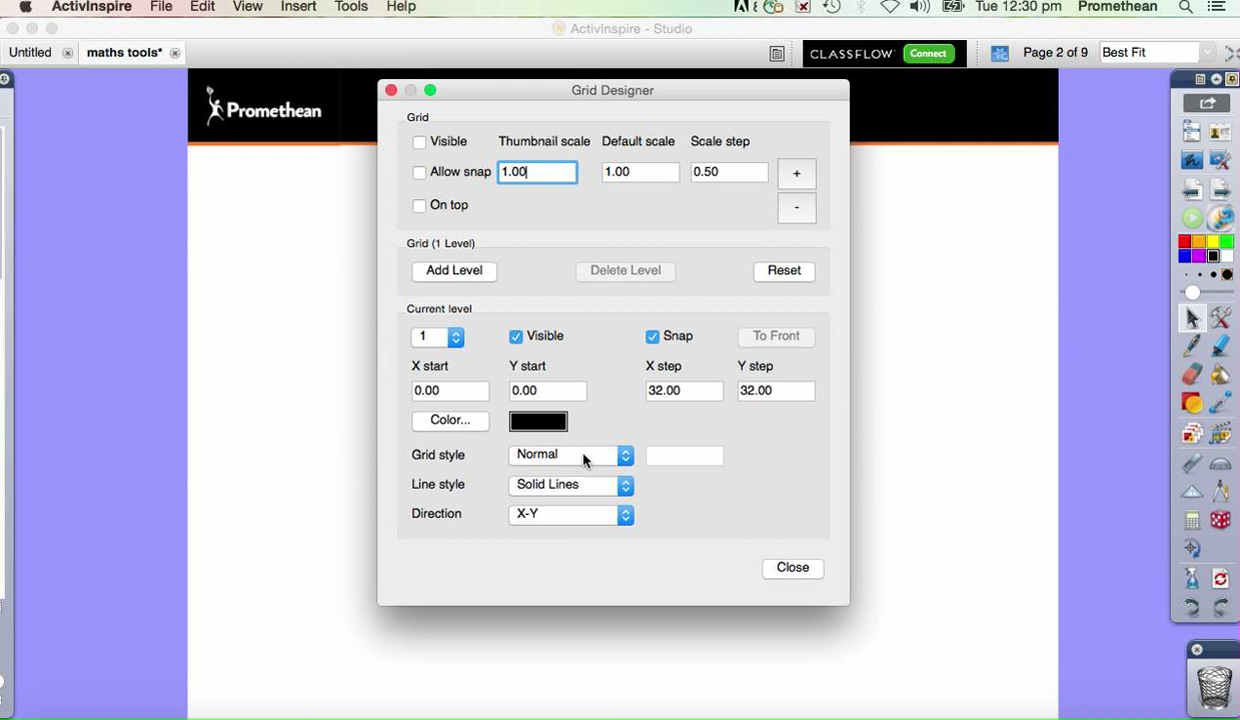 ActivInspire File Edit View Insert Tools Help Tue 12:30 pm Promethean
ActivInspire - Studio
Untitled maths tools* CLASSFLOW Connect Page 2 of 9 Best Fit
Promethean
Grid Designer
Grid
Visible Thumbnail scale Default scale Scale step
Allow snap 1.00 1.00 0.50 +
On top -
Grid (1 Level)
Add Level Delete Level Reset
Current level
1 Visible Snap To Front
X start Y start X step Y step
0.00 0.00 32.00 32.00
Color...
Grid style Normal
Line style Solid Lines
Direction X-Y
Close